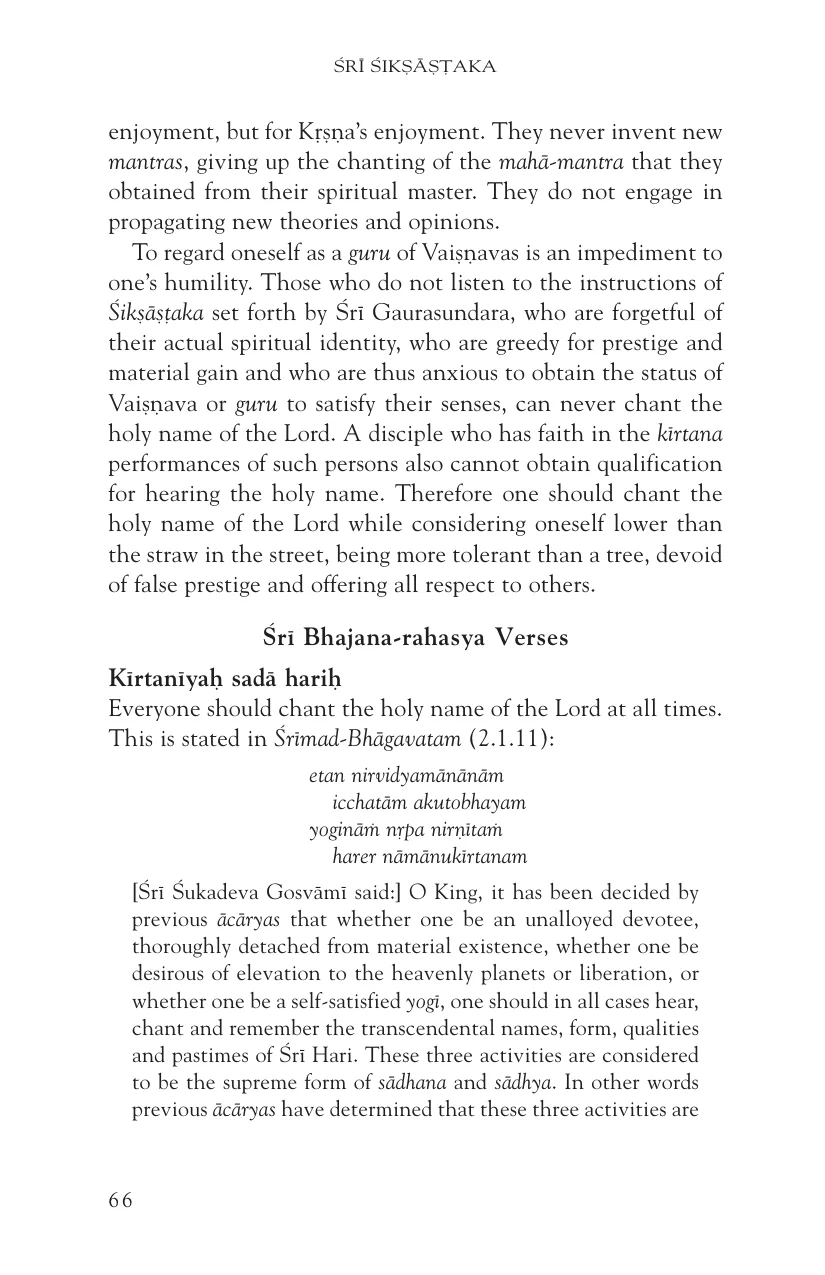 ŚRĪ ŚIKṢĀṢṬAKA
enjoyment, but for Kṛṣṇa’s enjoyment. They never invent new
mantras, giving up the chanting of the mahā-mantra that they
obtained from their spiritual master. They do not engage in
propagating new theories and opinions.
To regard oneself as a guru of Vaiṣṇavas is an impediment to
one’s humility. Those who do not listen to the instructions of
Śikṣāṣṭaka set forth by Śrī Gaurasundara, who are forgetful of
their actual spiritual identity, who are greedy for prestige and
material gain and who are thus anxious to obtain the status of
Vaiṣṇava or guru to satisfy their senses, can never chant the
holy name of the Lord. A disciple who has faith in the kīrtana
performances of such persons also cannot obtain qualification
for hearing the holy name. Therefore one should chant the
holy name of the Lord while considering oneself lower than
the straw in the street, being more tolerant than a tree, devoid
of false prestige and offering all respect to others.
Śrī Bhajana-rahasya Verses
Kīrtanīyaḥ sadā hariḥ
Everyone should chant the holy name of the Lord at all times.
This is stated in Śrīmad-Bhāgavatam (2.1.11):
etan nirvidyamānānām
icchatām akutobhayam
yogināṁ nṛpa nirṇītaṁ
harer nāmānukīrtanam
[Śrī Śukadeva Gosvāmī said:] O King, it has been decided by
previous ācāryas that whether one be an unalloyed devotee,
thoroughly detached from material existence, whether one be
desirous of elevation to the heavenly planets or liberation, or
whether one be a self-satisfied yogī, one should in all cases hear,
chant and remember the transcendental names, form, qualities
and pastimes of Śrī Hari. These three activities are considered
to be the supreme form of sādhana and sādhya. In other words
previous ācāryas have determined that these three activities are
66